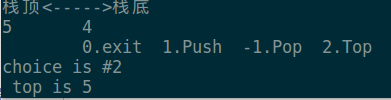 栈顶<----->栈底
5 4
0.exit 1.Push -1.Pop 2.Top
choice is #2
top is 5